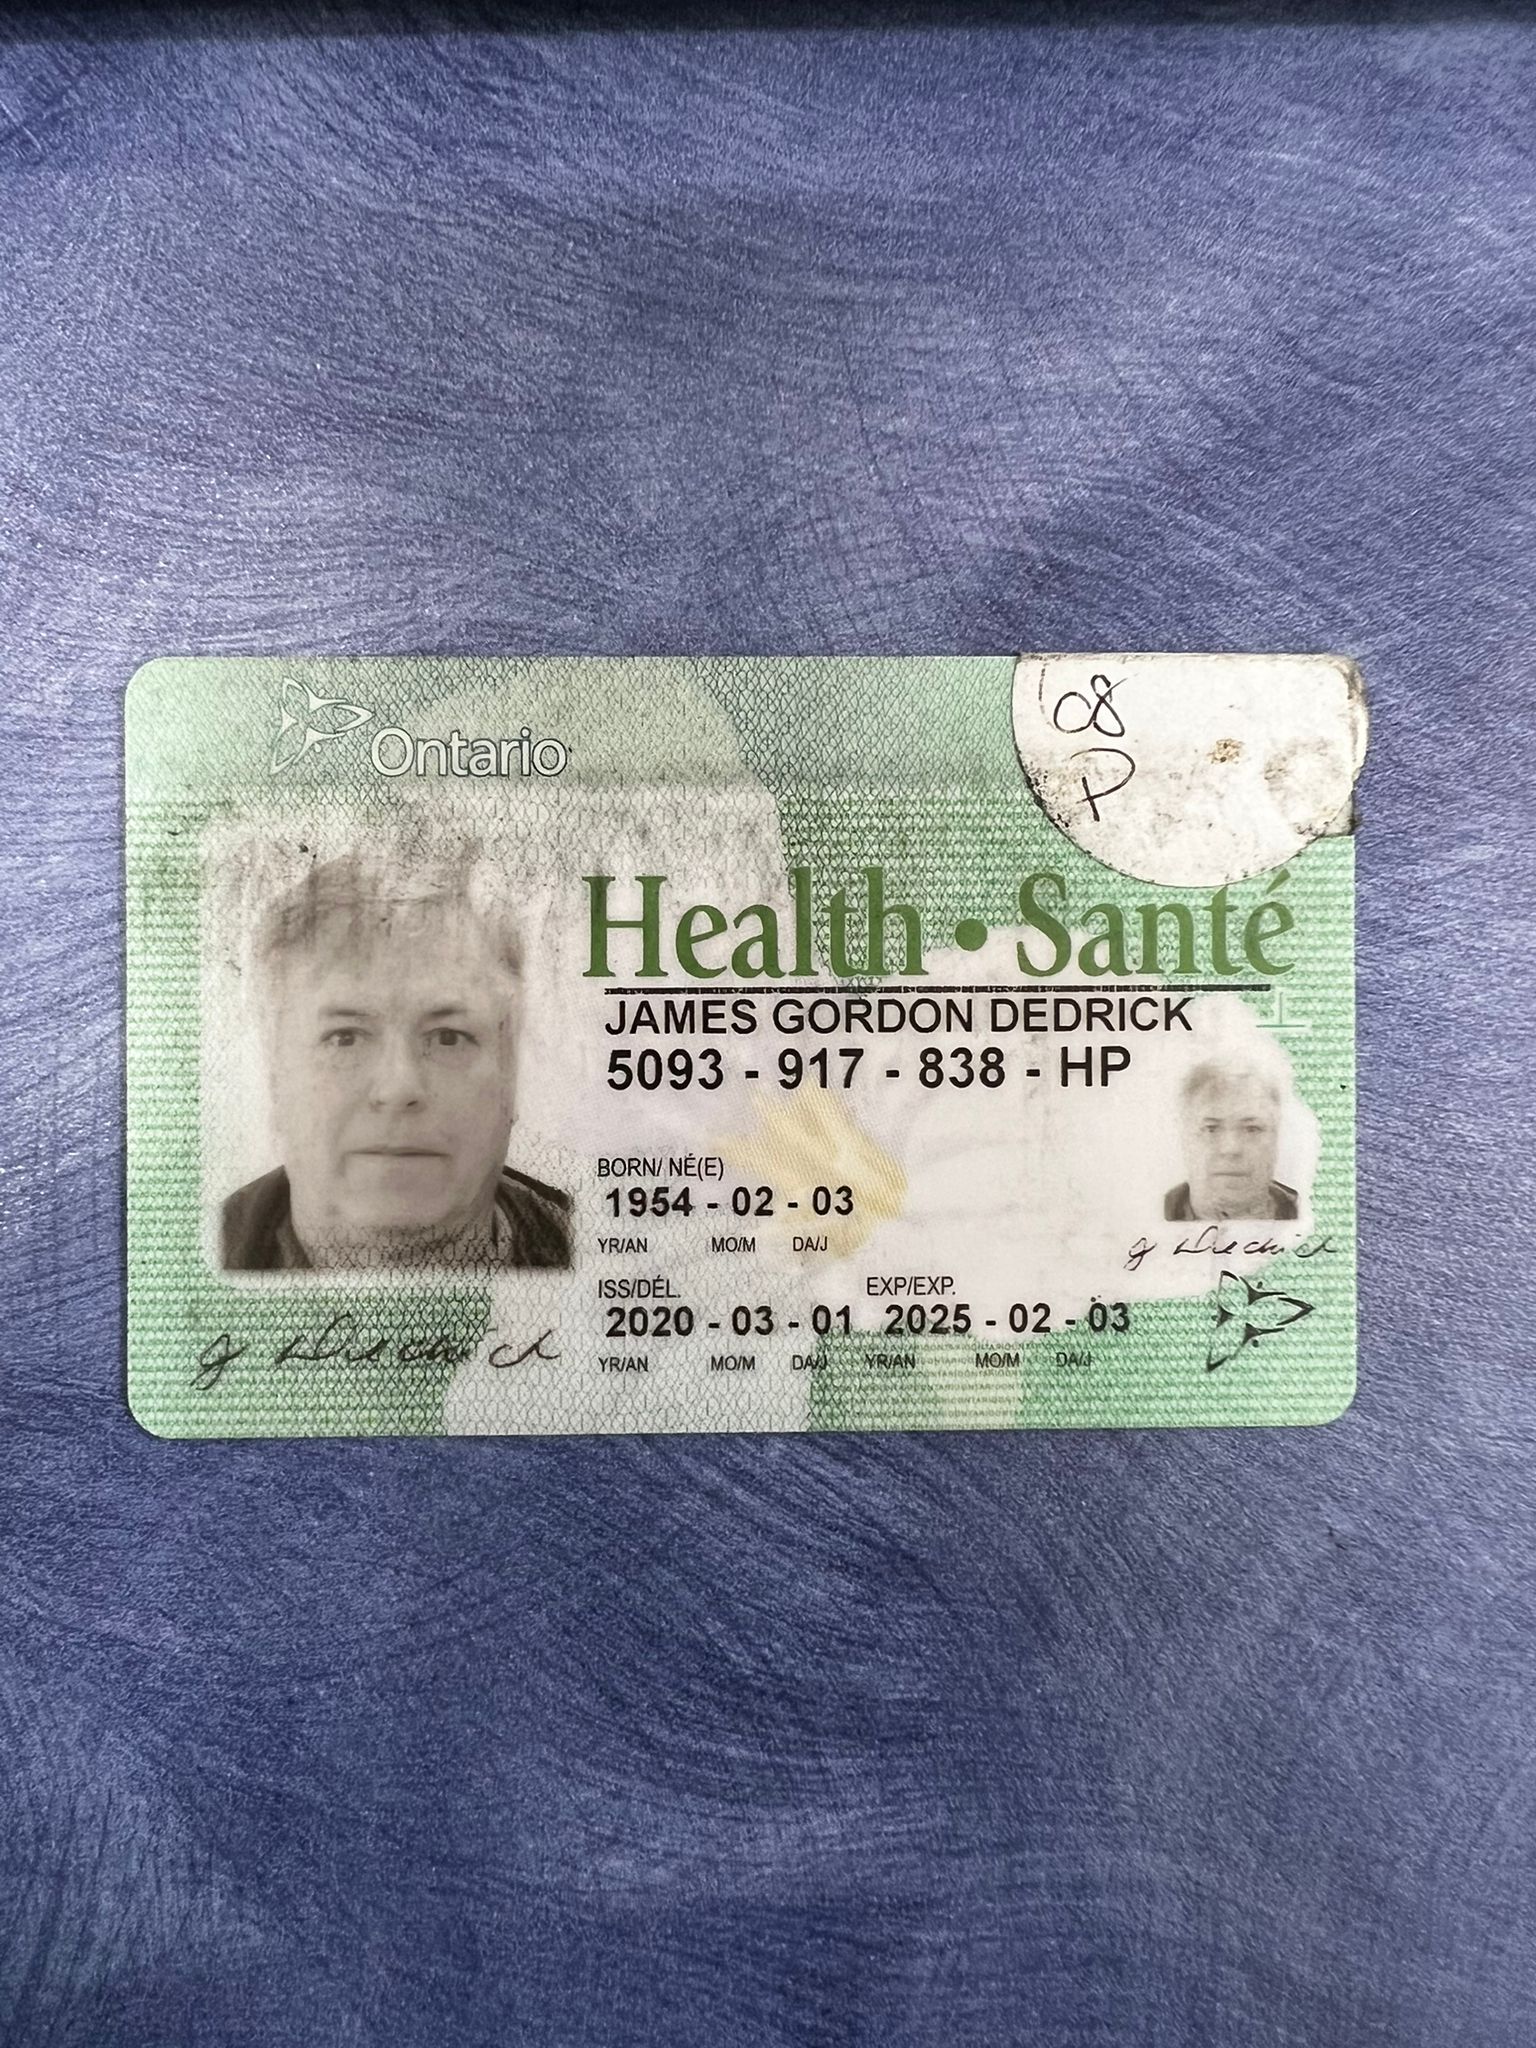 08
P
Ontario
Health • Santé
JAMES GORDON DEDRICK
5093 - 917 - 838 - HP
BORN/ NÉ(E)
1954 - 02 - 03
YR/AN MO/M DA/J
ISS/DÉL. EXP/EXP.
2020 - 03 - 01 2025 - 02 - 03
YR/AN MO/M DA/J YR/AN MO/M DA/J
J Dedrick
J Dedrick